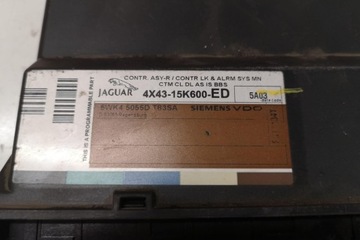 CONTR. ASY-R / CONTR LK & ALRM SYS MN
CTM CL DL AS IS BBS
JAGUAR 4X43-15K600-ED 5A03
5WK4 SIEMENS VDO
THIS IS A PROGRAMMABLE PART